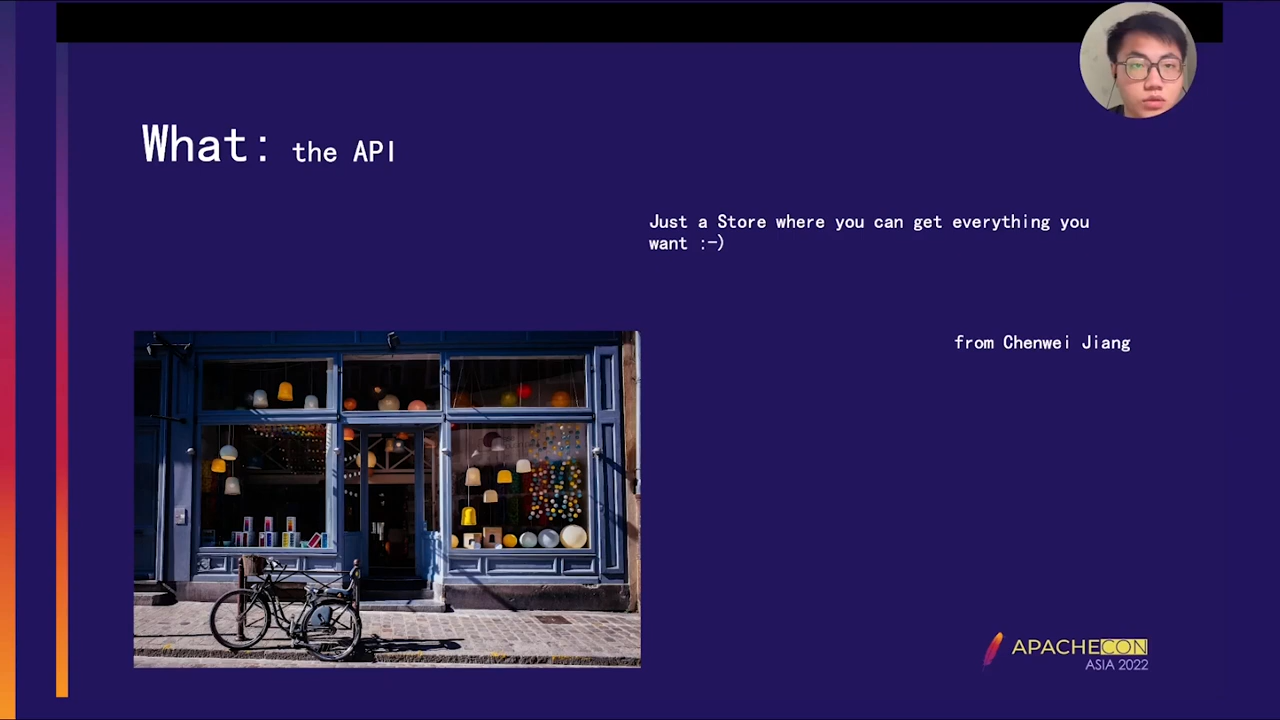 What: the API
Just a Store where you can get everything you
want :-)
from Chenwei Jiang
APACHECON
ASIA 2022